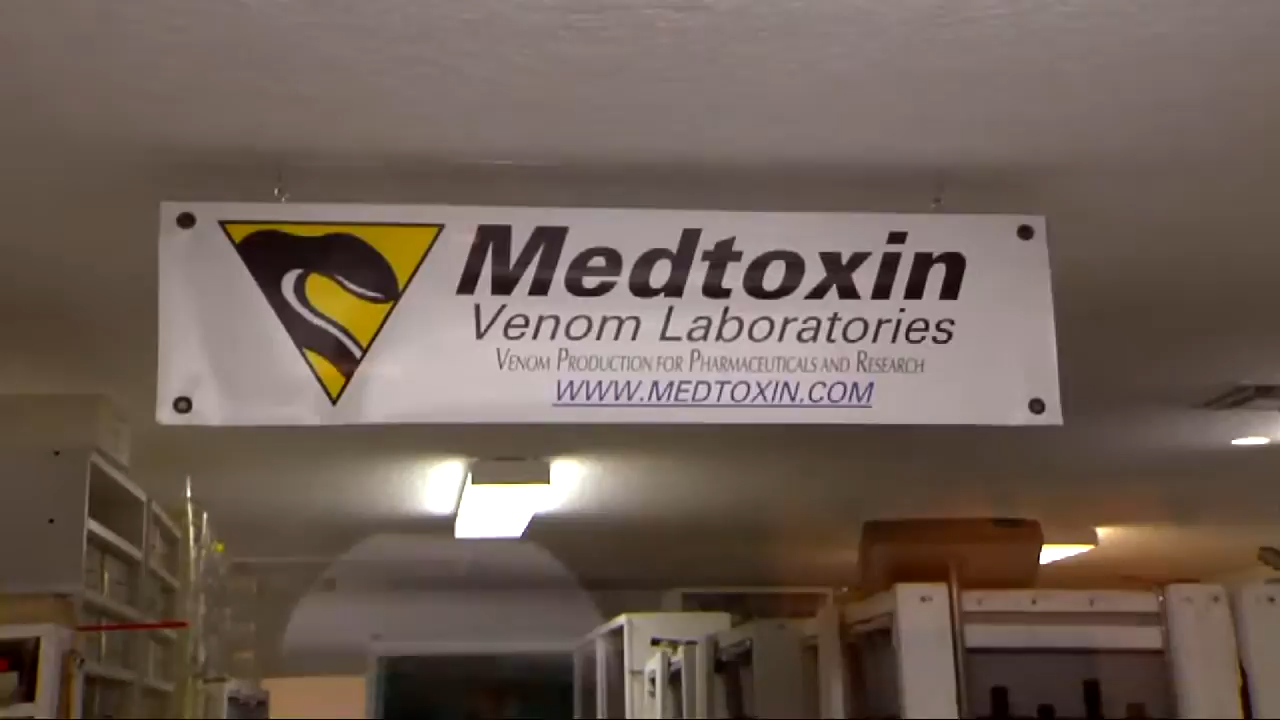 Medtoxin
Venom Laboratories
Venom Production for Pharmaceuticals and Research
WWW.MEDTOXIN.COM